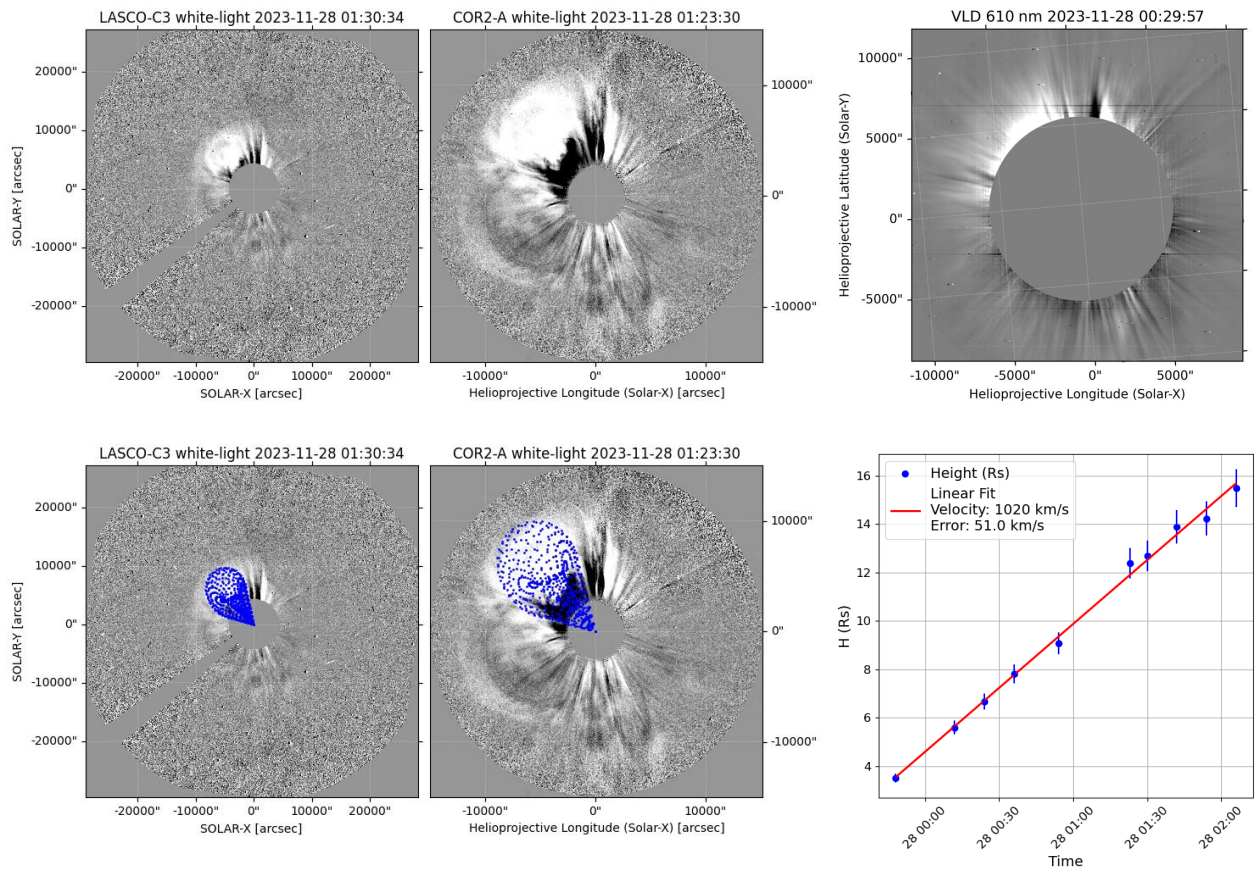 LASCO-C3 white-light 2023-11-28 01:30:34
20000"
10000"
0"
-10000"
-20000"
SOLAR-Y [arcsec]
-20000" -10000" 0" 10000" 20000"
SOLAR-X [arcsec]
COR2-A white-light 2023-11-28 01:23:30
10000"
0"
-10000"
-10000" 0" 10000"
Helioprojective Longitude (Solar-X) [arcsec]
VLD 610 nm 2023-11-28 00:29:57
10000"
5000"
0"
-5000"
Helioprojective Latitude (Solar-Y)
-10000" -5000" 0" 5000"
Helioprojective Longitude (Solar-X)
LASCO-C3 white-light 2023-11-28 01:30:34
20000"
10000"
0"
-10000"
-20000"
SOLAR-Y [arcsec]
-20000" -10000" 0" 10000" 20000"
SOLAR-X [arcsec]
COR2-A white-light 2023-11-28 01:23:30
10000"
0"
-10000"
-10000" 0" 10000"
Helioprojective Longitude (Solar-X) [arcsec]
Height (Rs)
Linear Fit
Velocity: 1020 km/s
Error: 51.0 km/s
16
14
12
10
8
6
4
H (Rs)
28 00:00 28 00:30 28 01:00 28 01:30 28 02:00
Time